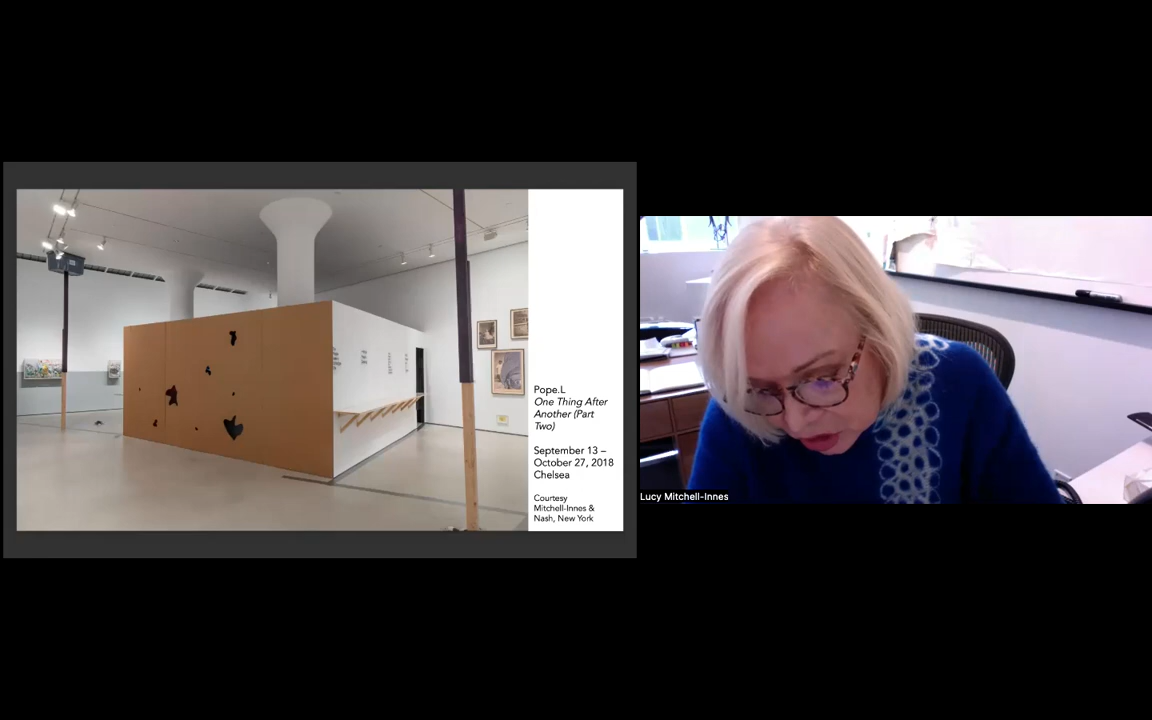 Pope.L
One Thing After
Another (Part
Two)
September 13 –
October 27, 2018
Chelsea
Courtesy
Mitchell-Innes &
Nash, New York
Lucy Mitchell-Innes